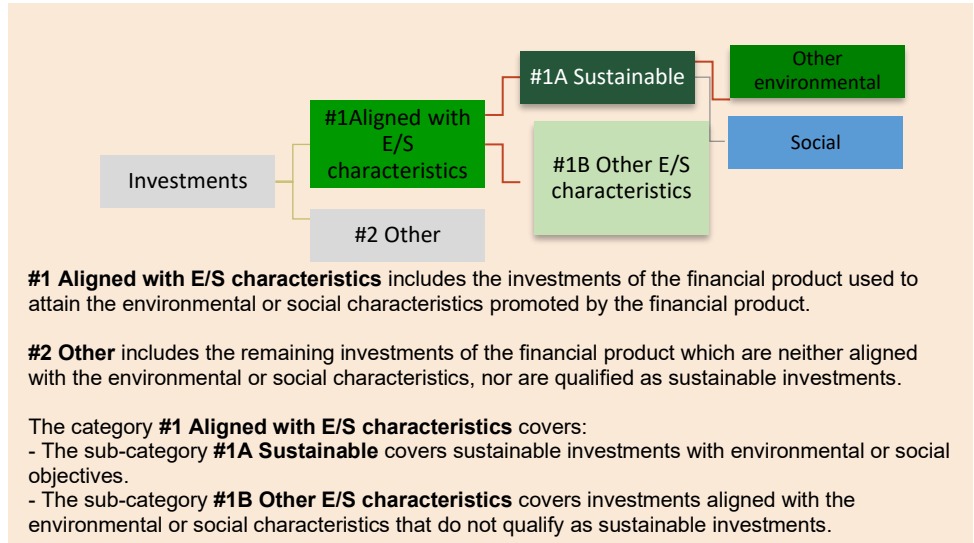 Investments
#1Aligned with
E/S
characteristics
#2 Other
#1A Sustainable
#1B Other E/S
characteristics
Other
environmental
Social
#1 Aligned with E/S characteristics includes the investments of the financial product used to
attain the environmental or social characteristics promoted by the financial product.
#2 Other includes the remaining investments of the financial product which are neither aligned
with the environmental or social characteristics, nor are qualified as sustainable investments.
The category #1 Aligned with E/S characteristics covers:
- The sub-category #1A Sustainable covers sustainable investments with environmental or social
objectives.
- The sub-category #1B Other E/S characteristics covers investments aligned with the
environmental or social characteristics that do not qualify as sustainable investments.